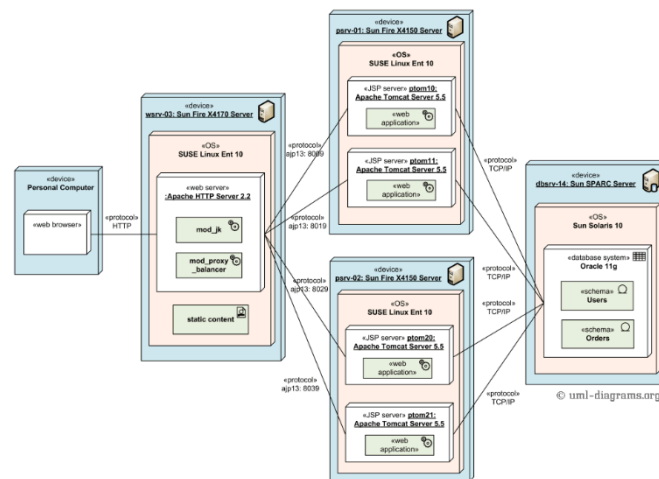 «device»
psrv-01: Sun Fire X4150 Server
«OS»
SUSE Linux Ent 10
«JSP server» ptom10:
Apache Tomcat Server 5.5
«web
application»
«JSP server» ptom11:
Apache Tomcat Server 5.5
«web
application»
«device»
wsrv-03: Sun Fire X4170 Server
«OS»
SUSE Linux Ent 10
«web server»
:Apache HTTP Server 2.2
mod_jk
mod_proxy
_balancer
static content
«device»
Personal Computer
«web browser»
«protocol»
HTTP
«protocol»
ajp13: 8009
«protocol»
ajp13: 8019
«protocol»
ajp13: 8029
«protocol»
ajp13: 8039
«device»
psrv-02: Sun Fire X4150 Server
«OS»
SUSE Linux Ent 10
«JSP server» ptom20:
Apache Tomcat Server 5.5
«web
application»
«JSP server» ptom21:
Apache Tomcat Server 5.5
«web
application»
«protocol»
TCP/IP
«protocol»
TCP/IP
«protocol»
TCP/IP
«protocol»
TCP/IP
«device»
dbsrv-14: Sun SPARC Server
«OS»
Sun Solaris 10
«database system»
Oracle 11g
«schema»
Users
«schema»
Orders
© uml-diagrams.org